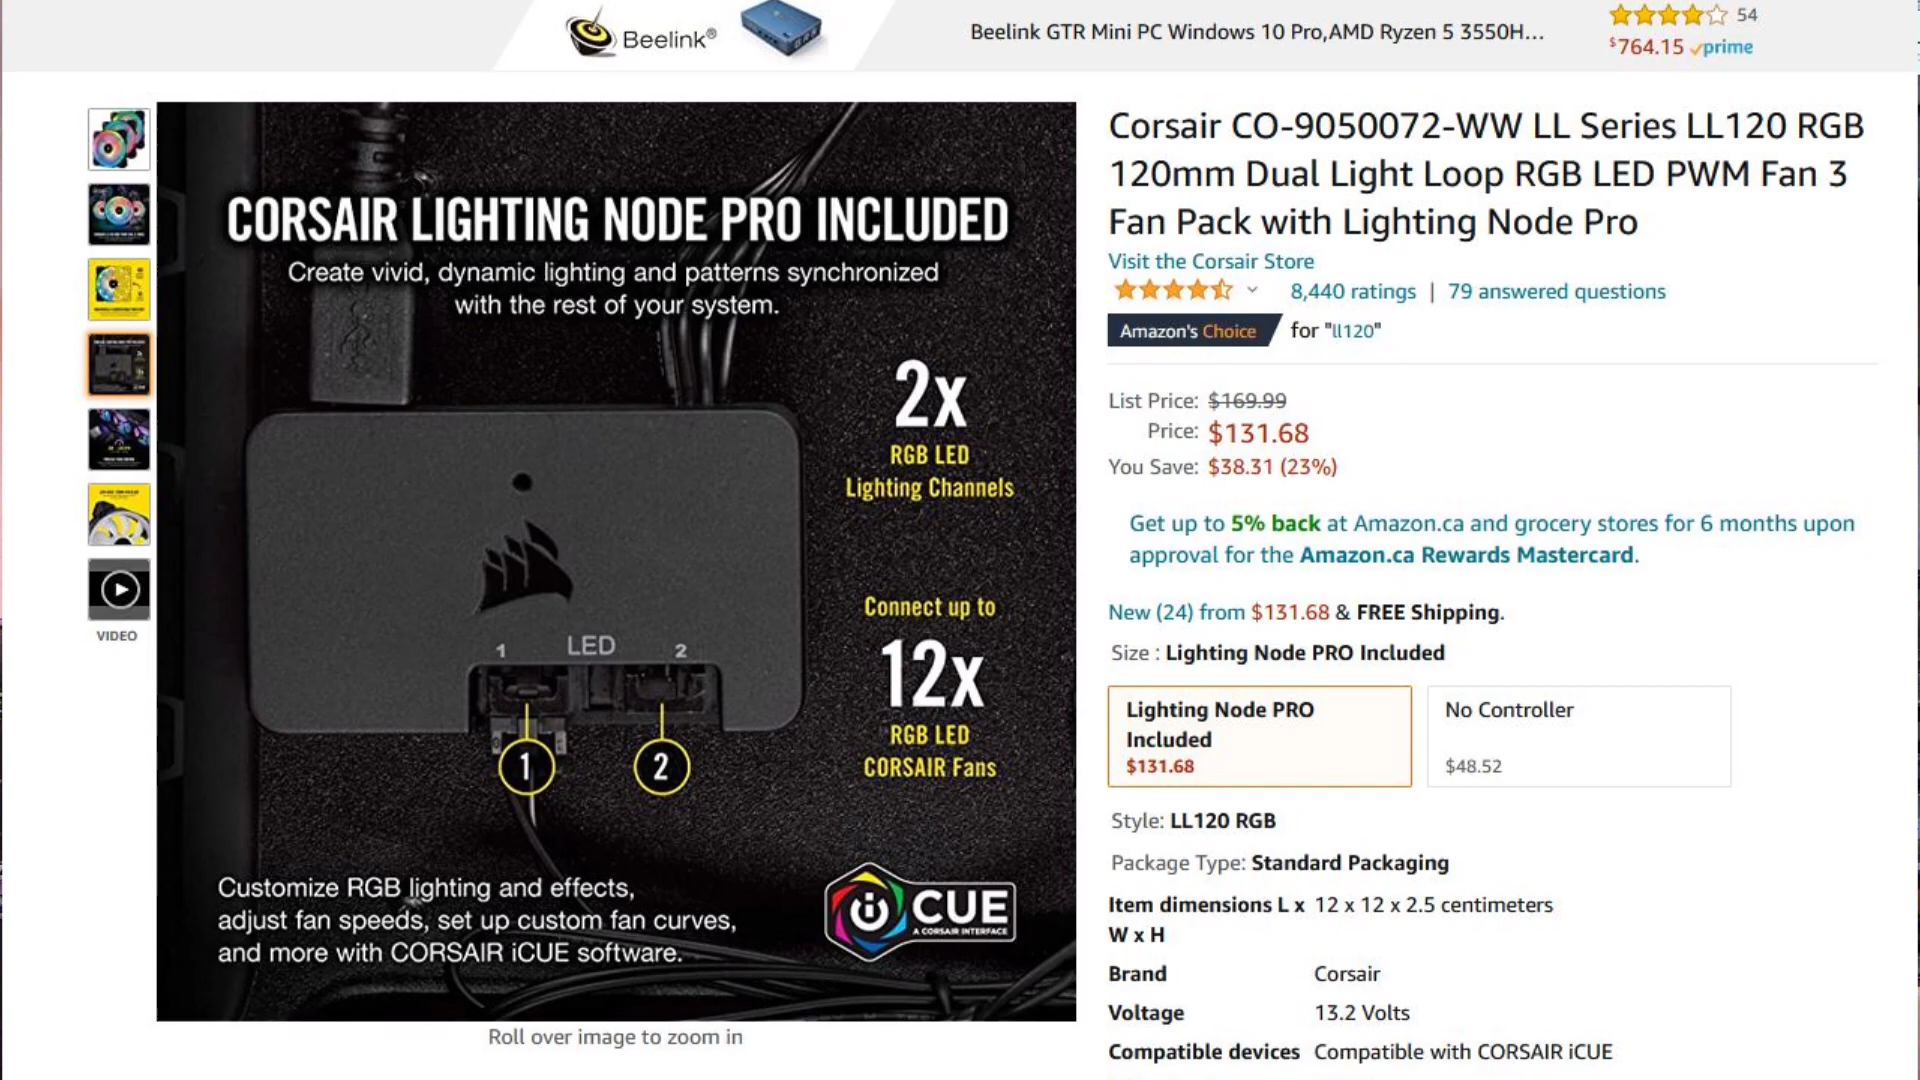 Beelink®
Beelink GTR Mini PC Windows 10 Pro,AMD Ryzen 5 3550H...
54
$764.15 prime
Corsair CO-9050072-WW LL Series LL120 RGB
120mm Dual Light Loop RGB LED PWM Fan 3
Fan Pack with Lighting Node Pro
Visit the Corsair Store
8,440 ratings | 79 answered questions
Amazon's Choice for "ll120"
List Price: $169.99
Price: $131.68
You Save: $38.31 (23%)
Get up to 5% back at Amazon.ca and grocery stores for 6 months upon
approval for the Amazon.ca Rewards Mastercard.
New (24) from $131.68 & FREE Shipping.
Size : Lighting Node PRO Included
Lighting Node PRO
Included
$131.68
No Controller
$48.52
Style: LL120 RGB
Package Type: Standard Packaging
Item dimensions L x 12 x 12 x 2.5 centimeters
W x H
Brand Corsair
Voltage 13.2 Volts
Compatible devices Compatible with CORSAIR iCUE
CORSAIR LIGHTING NODE PRO INCLUDED
Create vivid, dynamic lighting and patterns synchronized
with the rest of your system.
2x
RGB LED
Lighting Channels
Connect up to
12x
RGB LED
CORSAIR Fans
1 LED 2
1 2
Customize RGB lighting and effects,
adjust fan speeds, set up custom fan curves,
and more with CORSAIR iCUE software.
CUE
A CORSAIR INTERFACE
VIDEO
Roll over image to zoom in